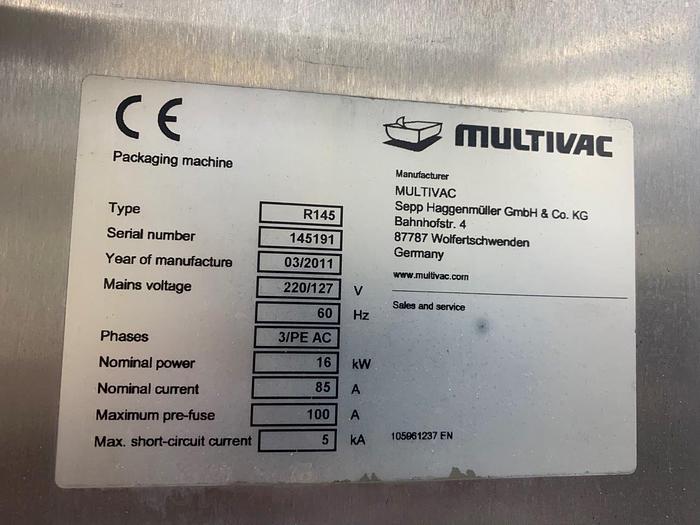 CE
MULTIVAC
Packaging machine
Type R145
Serial number 145191
Year of manufacture 03/2011
Mains voltage 220/127 V
60 Hz
Phases 3/PE AC
Nominal power 16 kW
Nominal current 85 A
Maximum pre-fuse 100 A
Max. short-circuit current 5 kA
Manufacturer
MULTIVAC
Sepp Haggenmüller GmbH & Co. KG
Bahnhofstr. 4
87787 Wolfertschwenden
Germany
www.multivac.com
Sales and service
105961237 EN